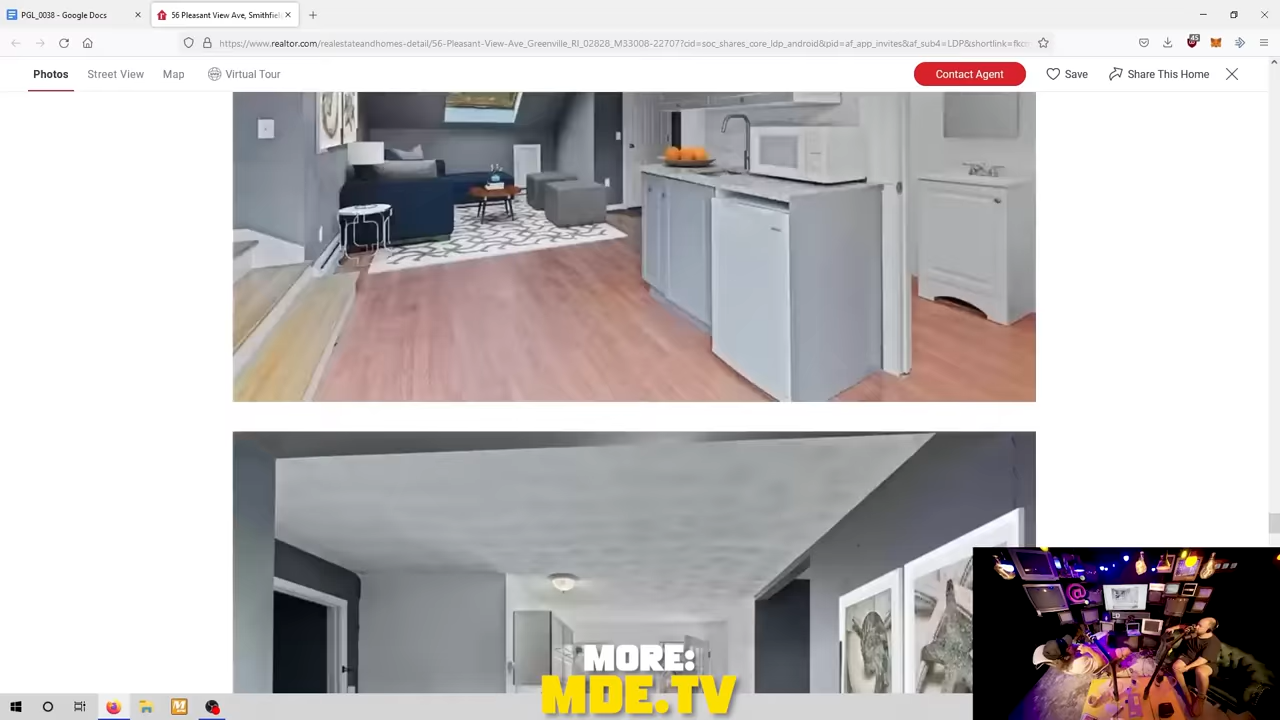 PGL_0038 - Google Docs
56 Pleasant View Ave, Smithfiel
https://www.realtor.com/realestateandhomes-detail/56-Pleasant-View-Ave_Greenville_RI_02828_M33008-22707?cid=soc_shares_core_ldp_android&pid=af_app_invites&af_sub4=LDP&shortlink=fkc
45
Photos
Street View
Map
Virtual Tour
Contact Agent
Save
Share This Home
MORE:
MDE.TV